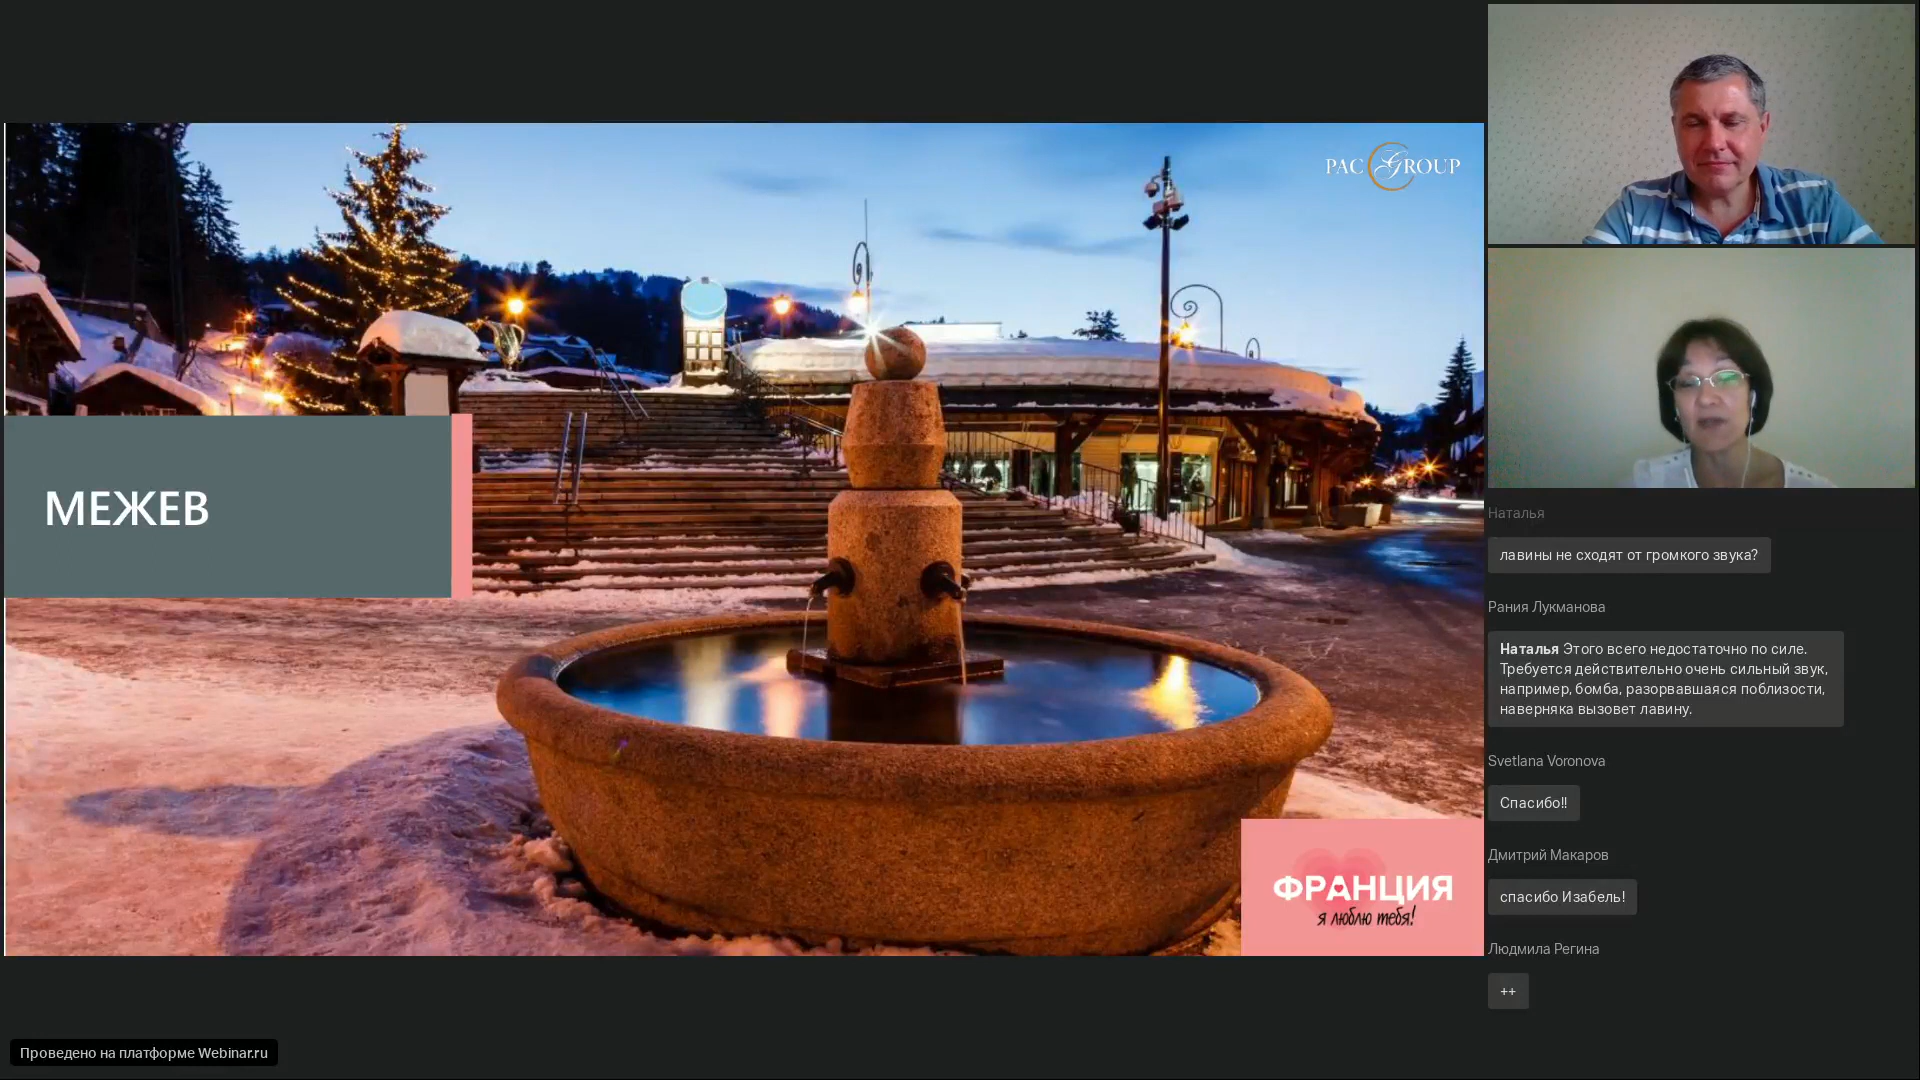 PAC GROUP
МЕЖЕВ
ФРАНЦИЯ
я люблю тебя!
Наталья
лавины не сходят от громкого звука?
Рания Лукманова
Наталья Этого всего недостаточно по силе.
Требуется действительно очень сильный звук,
например, бомба, разорвавшаяся поблизости,
наверняка вызовет лавину.
Svetlana Voronova
Спасибо!!
Дмитрий Макаров
спасибо Изабель!
Людмила Регина
++
Проведено на платформе Webinar.ru